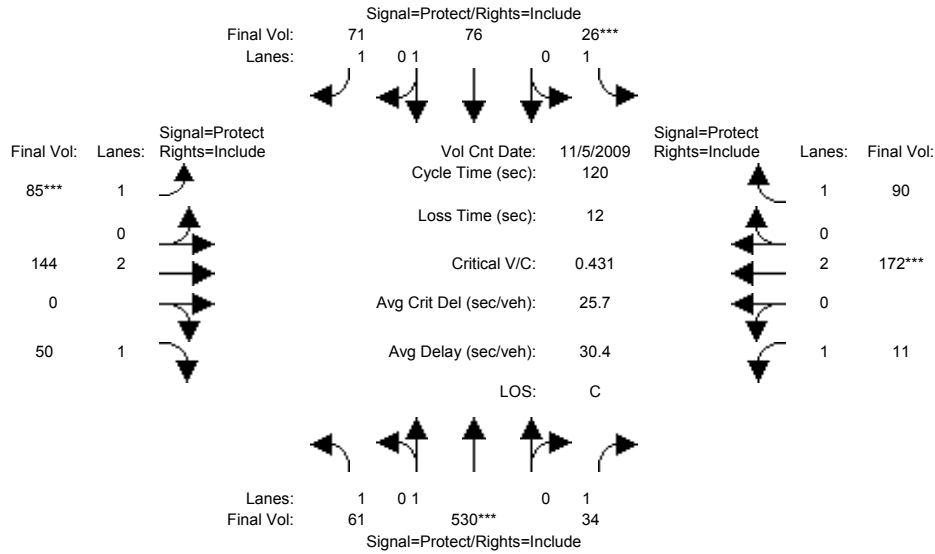 Signal=Protect/Rights=Include
Final Vol: 71 76 26***
Lanes: 1 0 1 0 1
Signal=Protect Signal=Protect
Final Vol: Lanes: Rights=Include Vol Cnt Date: 11/5/2009 Rights=Include Lanes: Final Vol:
Cycle Time (sec): 120
85*** 1 1 90
Loss Time (sec): 12
0 0
144 2 Critical V/C: 0.431 2 172***
0 0 Avg Crit Del (sec/veh): 25.7 0
50 1 Avg Delay (sec/veh): 30.4 1 11
LOS: C
Lanes: 1 0 1 0 1
Final Vol: 61 530*** 34
Signal=Protect/Rights=Include